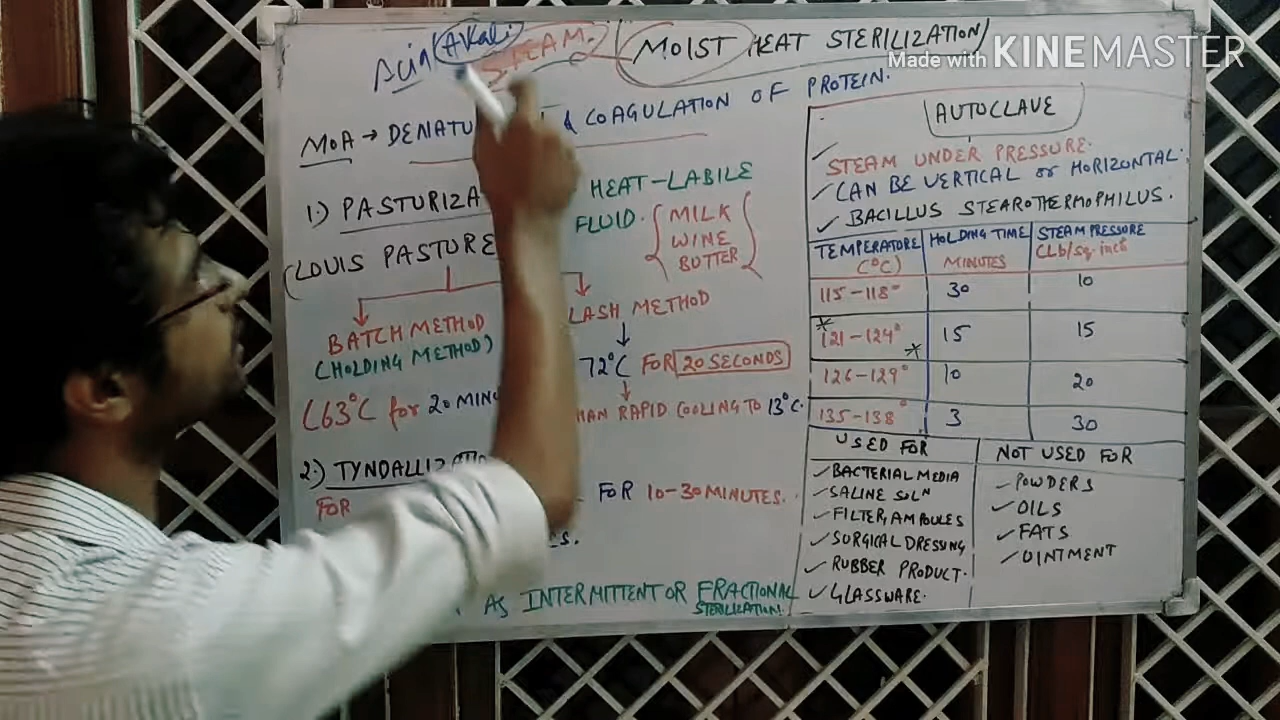 Acid Alkali STEAM. MOIST HEAT STERILIZATION
Made with KINEMASTER
MOA → DENATU & COAGULATION OF PROTEIN.
1.) PASTURIZA HEAT-LABILE
FLUID. MILK
WINE
BUTTER
(LOUIS PASTURE
BATCH METHOD
(HOLDING METHOD)
(63°C for 20 MINU
LASH METHOD
72°C FOR 20 SECONDS
HAN RAPID COOLING TO 13°C.
2.) TYNDALLIZATIO
FOR
FOR 10-30 MINUTES.
S.
AS INTERMITTENT OR FRACTIONAL
STERILIZATION.
AUTOCLAVE
✓ STEAM UNDER PRESSURE.
✓ CAN BE VERTICAL or HORIZONTAL.
✓ BACILLUS STEAROTHERMOPHILUS.
TEMPERATURE (°C) HOLDING TIME MINUTES STEAM PRESSURE (Lb/sq.inch
115-118° 30 10
* 121-124° * 15 15
126-129° 10 20
135-138° 3 30
USED FOR
✓ BACTERIAL MEDIA
✓ SALINE SOLN
✓ FILTER, AMPOULES
✓ SURGICAL DRESSING
✓ RUBBER PRODUCT.
✓ GLASSWARE.
NOT USED FOR
✓ POWDERS
✓ OILS
✓ FATS
✓ OINTMENT